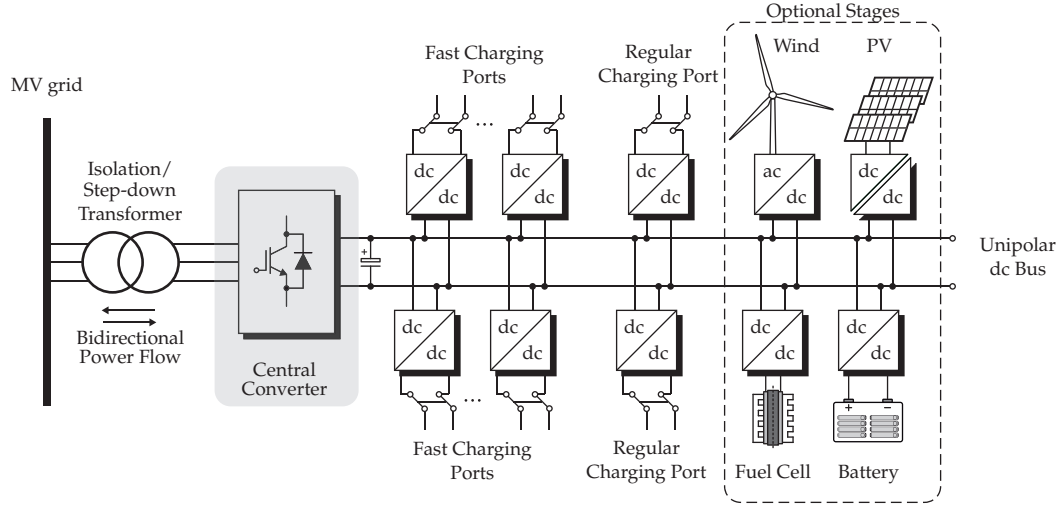 Optional Stages
Wind
PV
Fast Charging
Ports
Regular
Charging Port
MV grid
Isolation/
Step-down
Transformer
...
dc
dc
dc
dc
dc
dc
ac
dc
dc
dc
+
Unipolar
dc Bus
Bidirectional
Power Flow
Central
Converter
dc
dc
dc
dc
dc
dc
dc
dc
dc
dc
...
+
−
Fast Charging
Ports
Regular
Charging Port
Fuel Cell
Battery